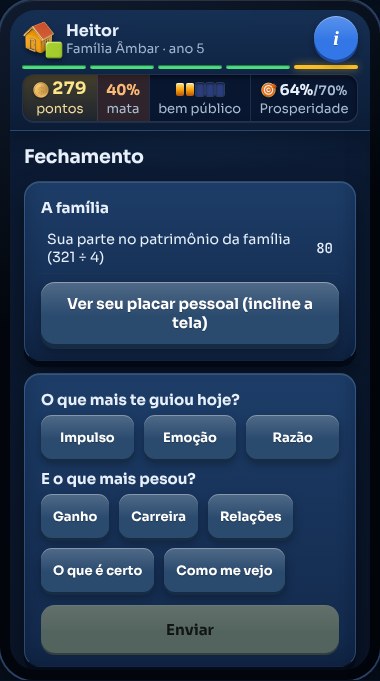 Heitor
Família Âmbar · ano 5
i
279
pontos
40%
mata
bem público
64%/70%
Prosperidade
Fechamento
A família
Sua parte no patrimônio da família
(321 ÷ 4)
80
Ver seu placar pessoal (incline a
tela)
O que mais te guiou hoje?
Impulso
Emoção
Razão
E o que mais pesou?
Ganho
Carreira
Relações
O que é certo
Como me vejo
Enviar